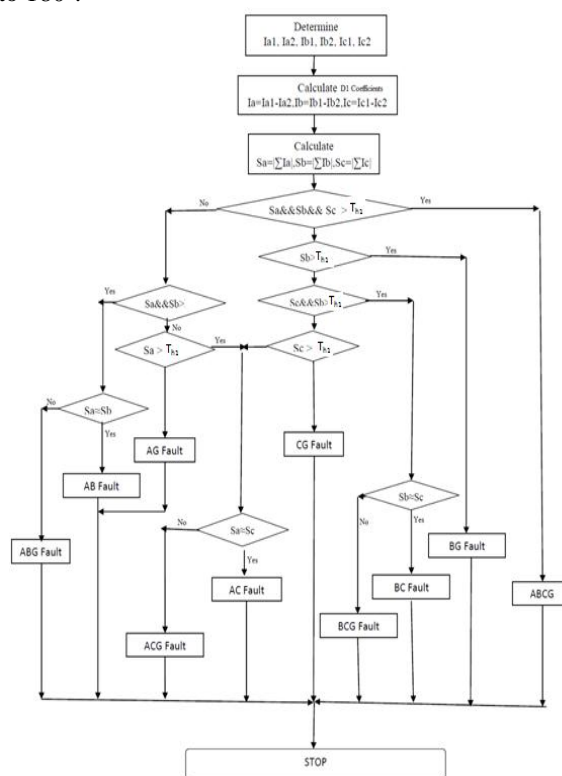 to 180 .
Determine
Ia1, Ia2, Ib1, Ib2, Ic1, Ic2
Calculate D1 Coefficients
Ia=Ia1-Ia2,Ib=Ib1-Ib2,Ic=Ic1-Ic2
Calculate
Sa=|∑Ia|,Sb=|∑Ib|,Sc=|∑Ic|
No
Sa&&Sb&& Sc > Th1
Yes
Sb>Th1
Yes
Yes
Sa&&Sb>
Sc&&Sb>Th1
Yes
No
Sa > Th1
Yes
Sc > Th1
No
Sa≈Sb
Yes
AG Fault
CG Fault
AB Fault
Sb≈Sc
No
Sa≈Sc
No
Yes
BG Fault
ABG Fault
Yes
AC Fault
BC Fault
ABCG
BCG Fault
ACG Fault
STOP